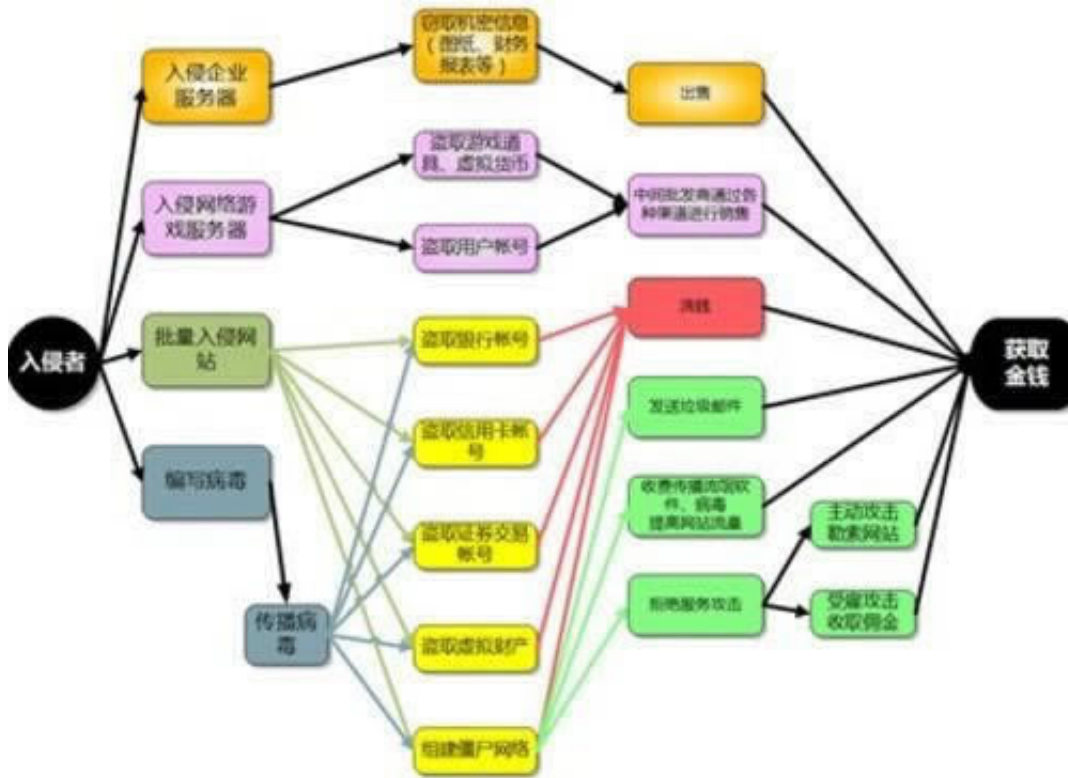 窃取机密信息
（图纸、财务
报表等）
入侵企业
服务器
出售
盗取游戏道
具、虚拟货币
入侵网络游
戏服务器
中间批发商通过各
种渠道进行销售
盗取用户帐号
洗钱
批量入侵网
站
盗取银行帐号
入侵者
获取
金钱
发送垃圾邮件
盗取信用卡帐
号
编写病毒
收费传播流氓软
件、病毒
提高网站流量
主动攻击
勒索网站
盗取证券交易
帐号
拒绝服务攻击
受雇攻击
收取佣金
传播病
毒
盗取虚拟财产
组建僵尸网络